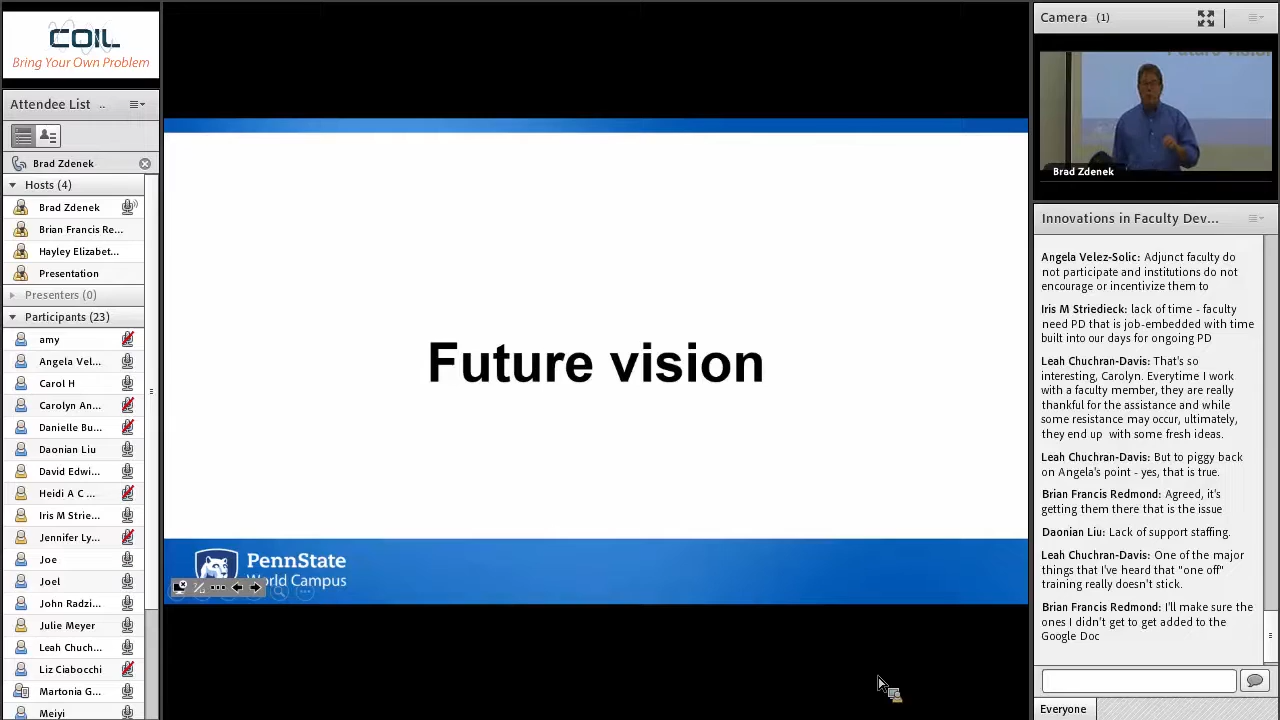 COIL
Bring Your Own Problem
Attendee List ..
Brad Zdenek
Hosts (4)
Brad Zdenek
Brian Francis Re...
Hayley Elizabet...
Presentation
Presenters (0)
Participants (23)
amy
Angela Vel...
Carol H
Carolyn An...
Danielle Bu...
Daonian Liu
David Edwi...
Heidi A C ...
Iris M Strie...
Jennifer Ly...
Joe
Joel
John Radzi...
Julie Meyer
Leah Chuch...
Liz Ciabocchi
Martonia G...
Meiyi
Future vision
PennState
World Campus
Camera (1)
Future vision
Brad Zdenek
Innovations in Faculty Dev...
Angela Velez-Solic: Adjunct faculty do
not participate and institutions do not
encourage or incentivize them to
Iris M Striedieck: lack of time - faculty
need PD that is job-embedded with time
built into our days for ongoing PD
Leah Chuchran-Davis: That's so
interesting, Carolyn. Everytime I work
with a faculty member, they are really
thankful for the assistance and while
some resistance may occur, ultimately,
they end up with some fresh ideas.
Leah Chuchran-Davis: But to piggy back
on Angela's point - yes, that is true.
Brian Francis Redmond: Agreed, it's
getting them there that is the issue
Daonian Liu: Lack of support staffing.
Leah Chuchran-Davis: One of the major
things that I've heard that "one off"
training really doesn't stick.
Brian Francis Redmond: I'll make sure the
ones I didn't get to get added to the
Google Doc
Everyone